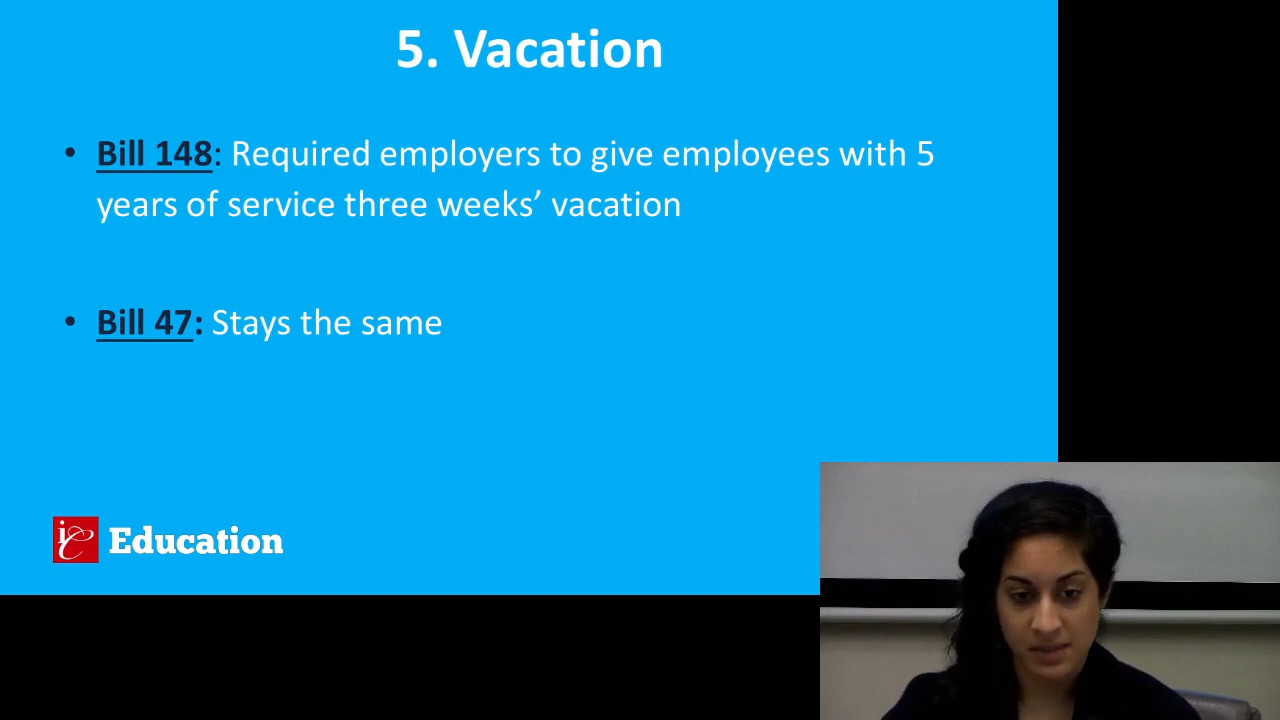 5. Vacation
• Bill 148: Required employers to give employees with 5
years of service three weeks’ vacation
• Bill 47: Stays the same
ic Education